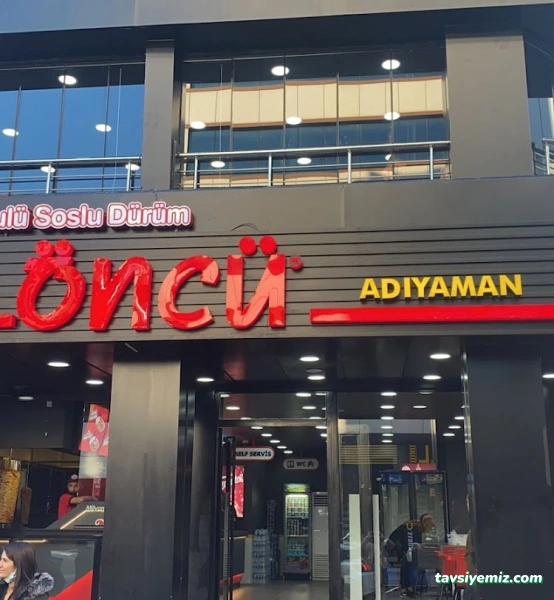 Soslu Dürüm
öncü
ADIYAMAN
SELF SERVİS
WC
tavsiyemiz.com